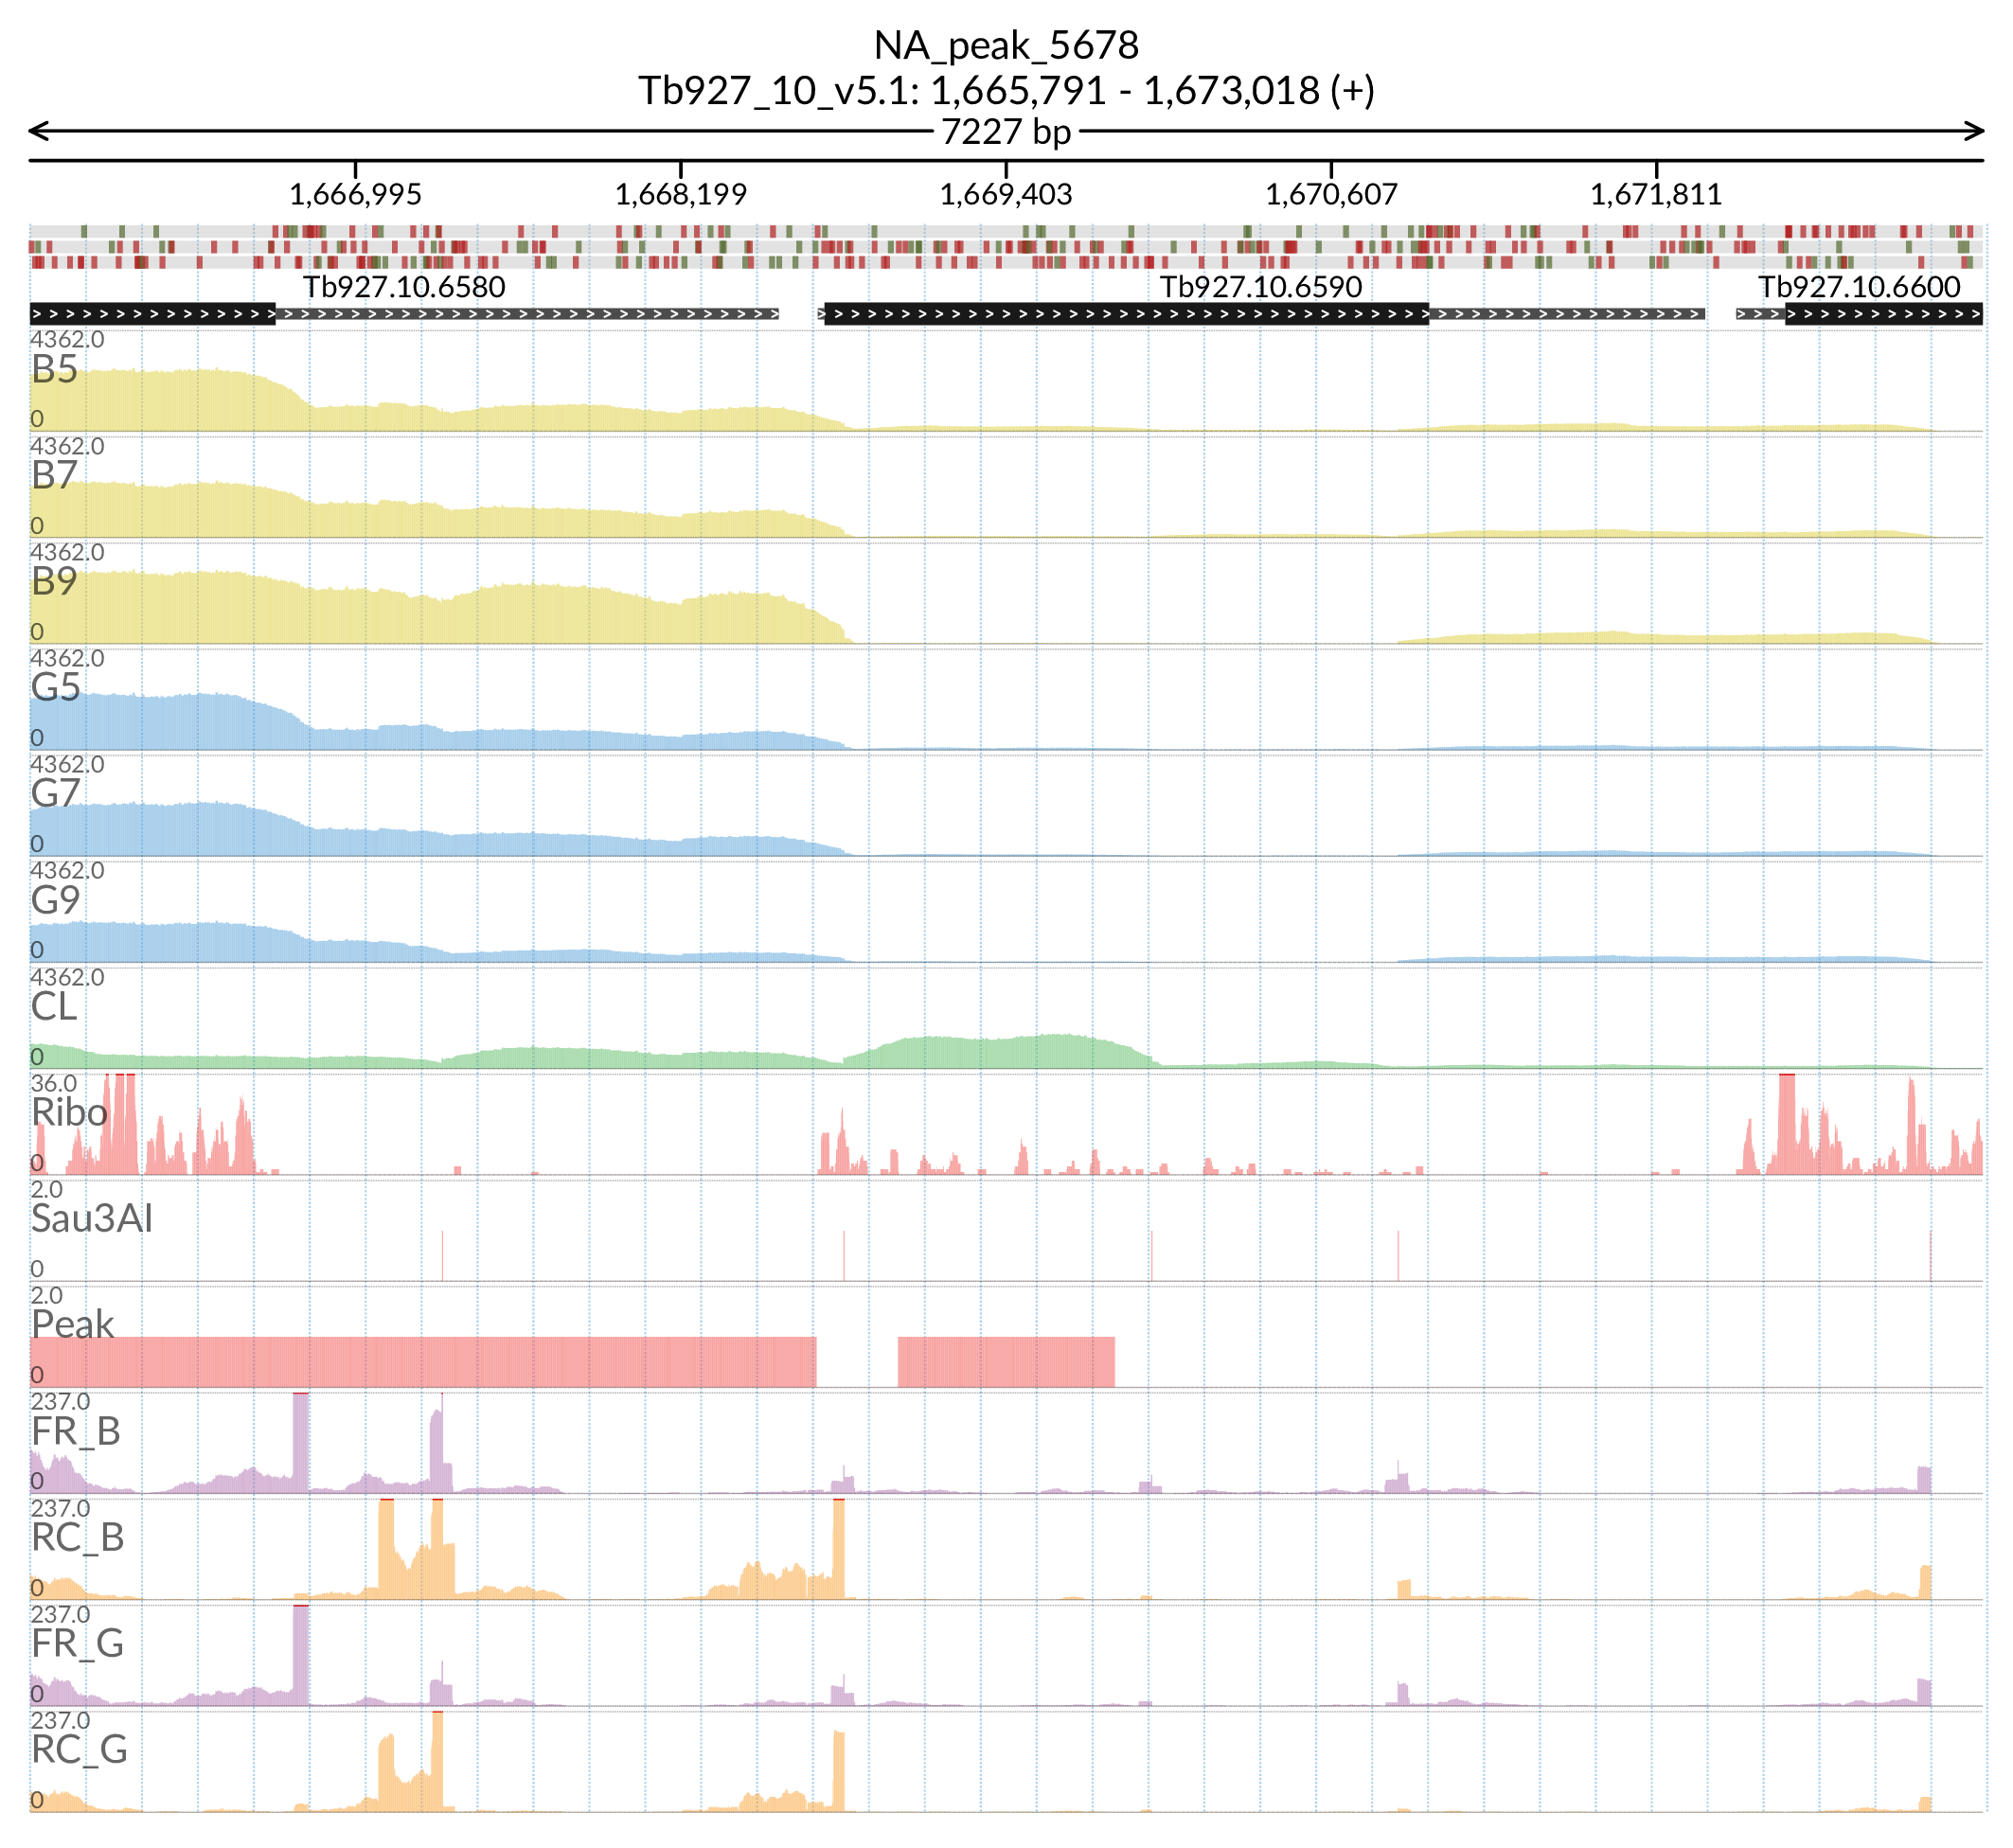 NA_peak_5678
Tb927_10_v5.1: 1,665,791 - 1,673,018 (+)
7227 bp
1,666,995 1,668,199 1,669,403 1,670,607 1,671,811
Tb927.10.6580 Tb927.10.6590 Tb927.10.6600
4362.0
B5
0
4362.0
B7
0
4362.0
B9
0
4362.0
G5
0
4362.0
G7
0
4362.0
G9
0
4362.0
CL
0
36.0
Ribo
0
2.0
Sau3AI
0
2.0
Peak
0
237.0
FR_B
0
237.0
RC_B
0
237.0
FR_G
0
237.0
RC_G
0